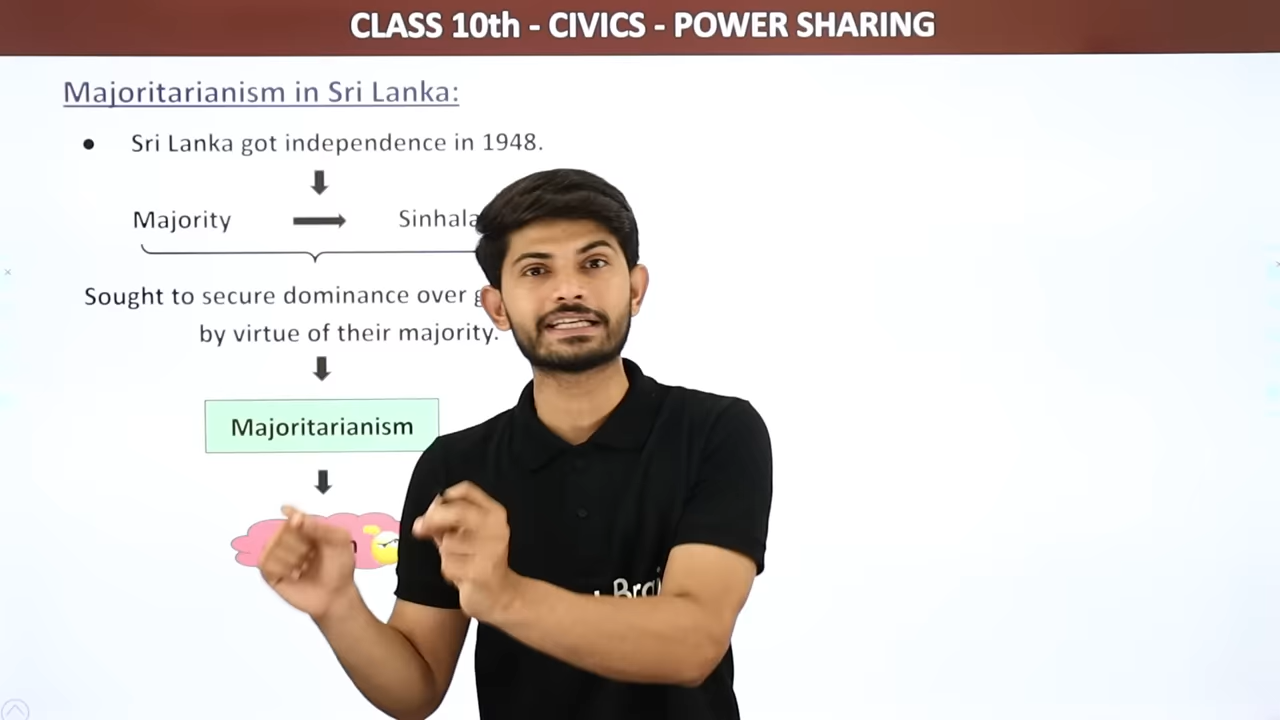 CLASS 10th - CIVICS - POWER SHARING
Majoritarianism in Sri Lanka:
● Sri Lanka got independence in 1948.
Majority Sinhala
Sought to secure dominance over
by virtue of their majority.
Majoritarianism